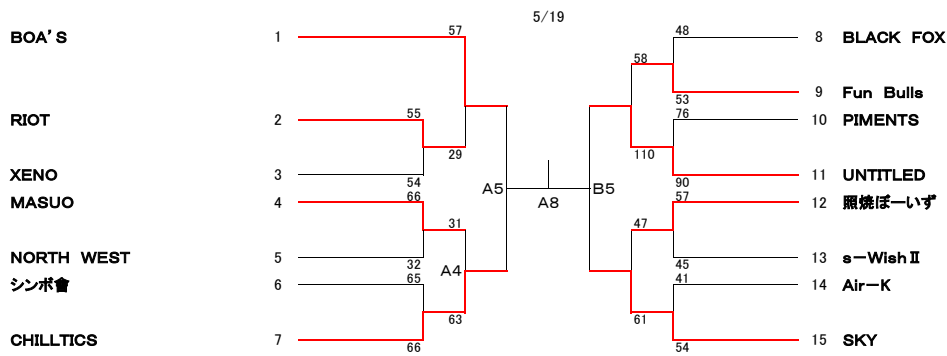 5/19
BOA'S 1 57
55
RIOT 2
29
XENO 3
54
MASUO 4
66
31
NORTH WEST 5
32
シンボ會 6
65
A4
63
CHILLTICS 7
66
A5
A8
B5
48
8 BLACK FOX
58
9 Fun Bulls
53
76
10 PIMENTS
110
11 UNTITLED
90
57
12 照焼ぼーいず
47
13 s－WishⅡ
45
41
14 Air－K
61
15 SKY
54